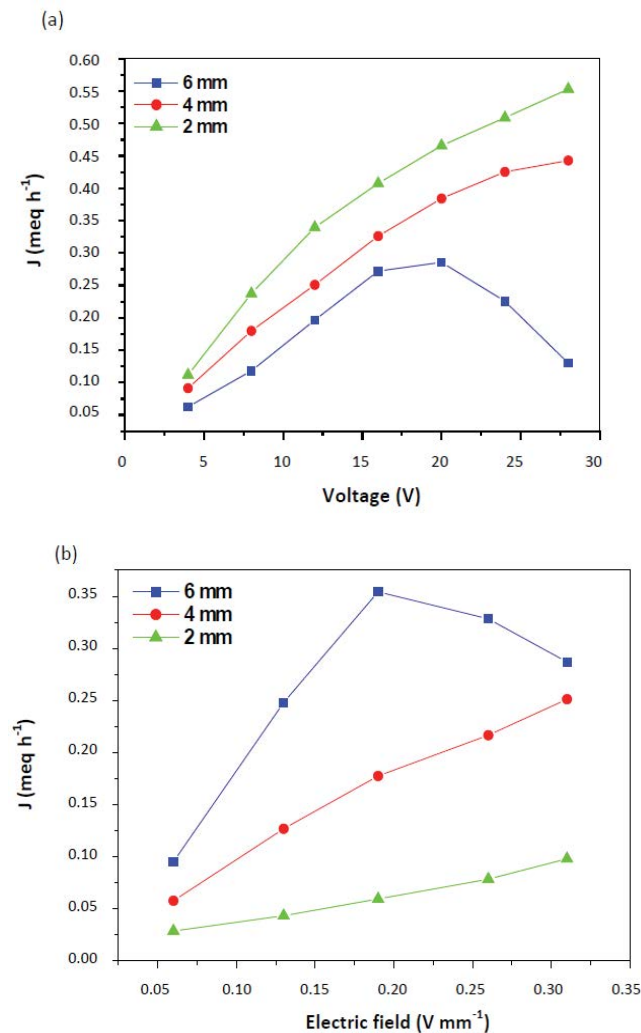 (a)
0.60
0.55
0.50
0.45
0.40
0.35
0.30
0.25
0.20
0.15
0.10
0.05
J (meq h⁻¹)
6 mm
4 mm
2 mm
0 5 10 15 20 25 30
Voltage (V)
(b)
0.35
0.30
0.25
0.20
0.15
0.10
0.05
0.00
J (meq h⁻¹)
6 mm
4 mm
2 mm
0.05 0.10 0.15 0.20 0.25 0.30 0.35
Electric field (V mm⁻¹)